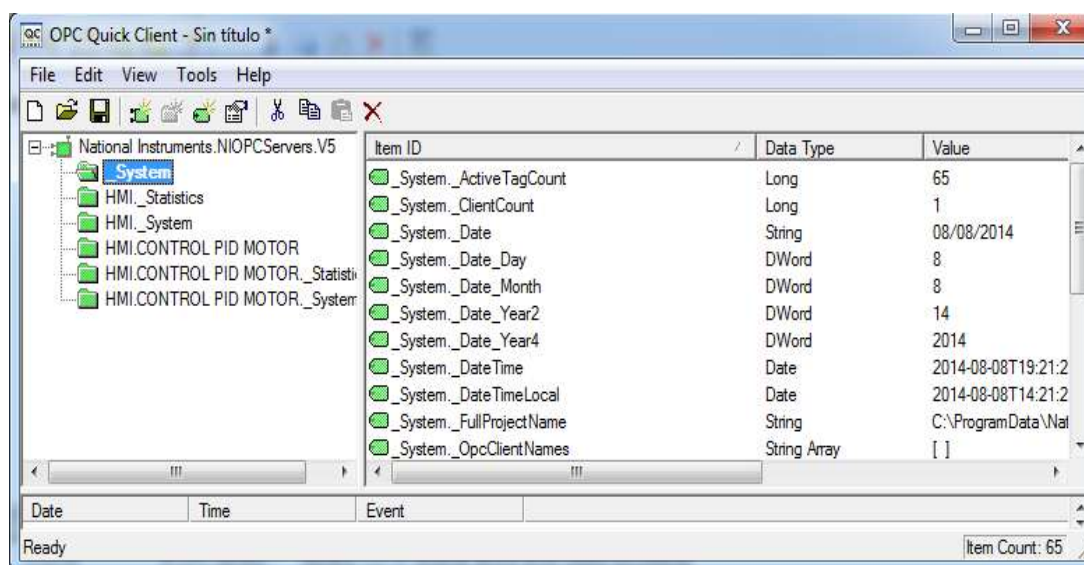 OPC Quick Client - Sin título *
File Edit View Tools Help
National Instruments.NIOPCServers.V5
_System
HMI._Statistics
HMI._System
HMI.CONTROL PID MOTOR
HMI.CONTROL PID MOTOR._Statisti
HMI.CONTROL PID MOTOR._System
Item ID Data Type Value
_System._ActiveTagCount Long 65
_System._ClientCount Long 1
_System._Date String 08/08/2014
_System._Date_Day DWord 8
_System._Date_Month DWord 8
_System._Date_Year2 DWord 14
_System._Date_Year4 DWord 2014
_System._DateTime Date 2014-08-08T19:21:2
_System._DateTimeLocal Date 2014-08-08T14:21:2
_System._FullProjectName String C:\ProgramData\Nat
_System._OpcClientNames String Array [ ]
Date Time Event
Ready Item Count: 65